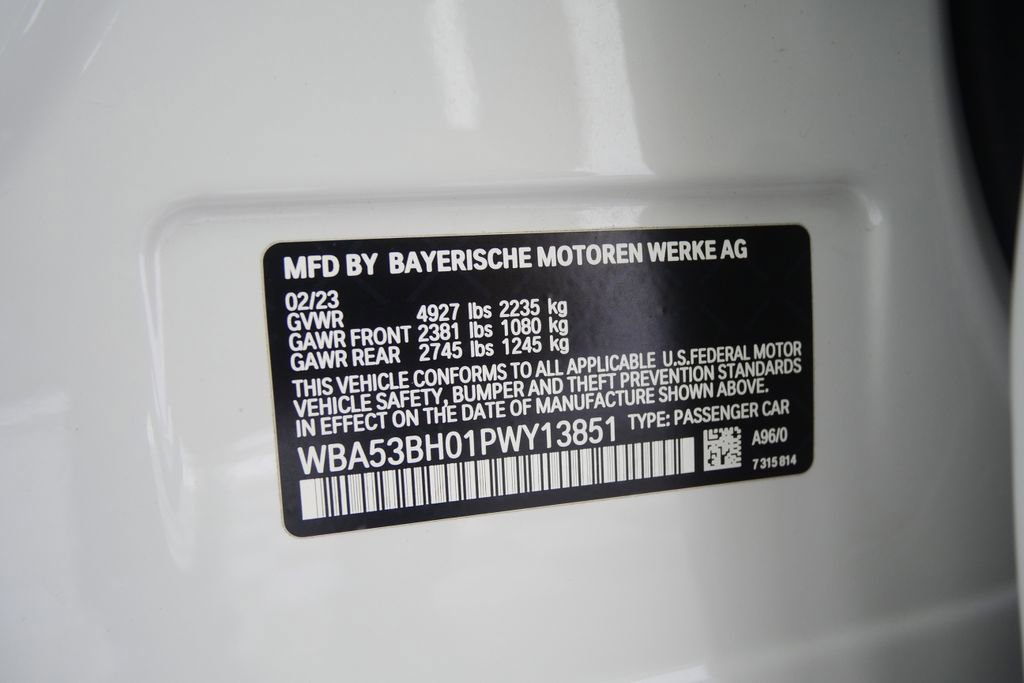 MFD BY BAYERISCHE MOTOREN WERKE AG
02/23
GVWR 4927 lbs 2235 kg
GAWR FRONT 2381 lbs 1080 kg
GAWR REAR 2745 lbs 1245 kg
THIS VEHICLE CONFORMS TO ALL APPLICABLE U.S.FEDERAL MOTOR
VEHICLE SAFETY, BUMPER AND THEFT PREVENTION STANDARDS
IN EFFECT ON THE DATE OF MANUFACTURE SHOWN ABOVE.
WBA53BH01PWY13851 TYPE: PASSENGER CAR
A96/0
7 315 814